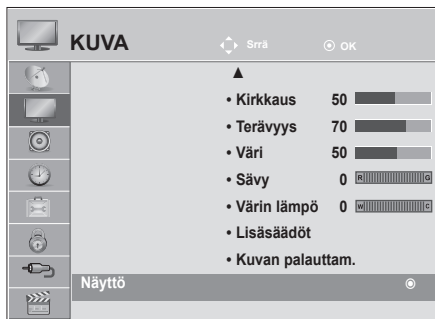 KUVA Srrä OK
▲
• Kirkkaus 50
• Terävyys 70
• Väri 50
• Sävy 0 R G
• Värin lämpö 0 W C
• Lisäsäädöt
• Kuvan palauttam.
Näyttö